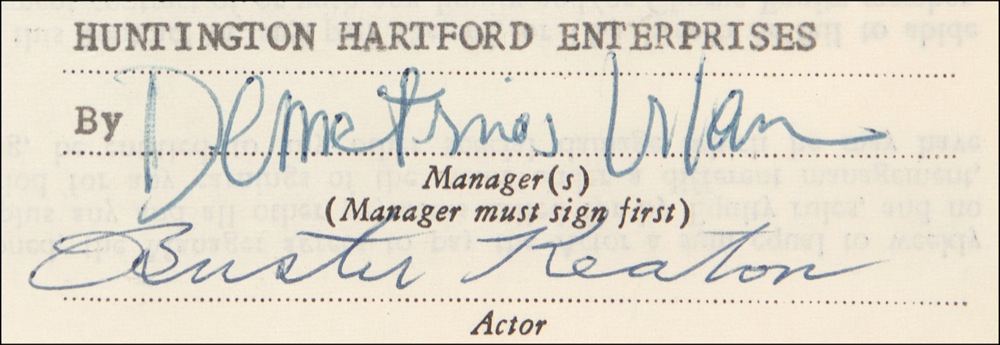 HUNTINGTON HARTFORD ENTERPRISES
By Demetrios Vilan
Manager(s)
(Manager must sign first)
Buster Keaton
Actor